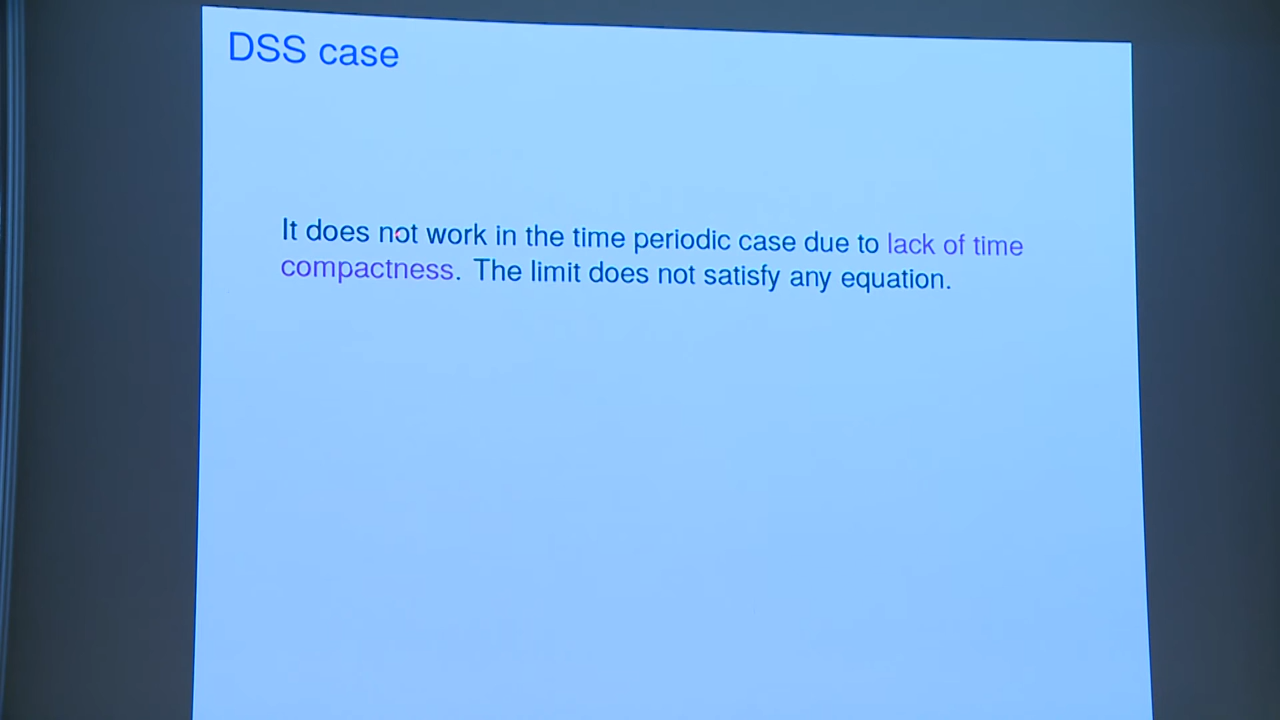 DSS case
It does not work in the time periodic case due to lack of time
compactness. The limit does not satisfy any equation.